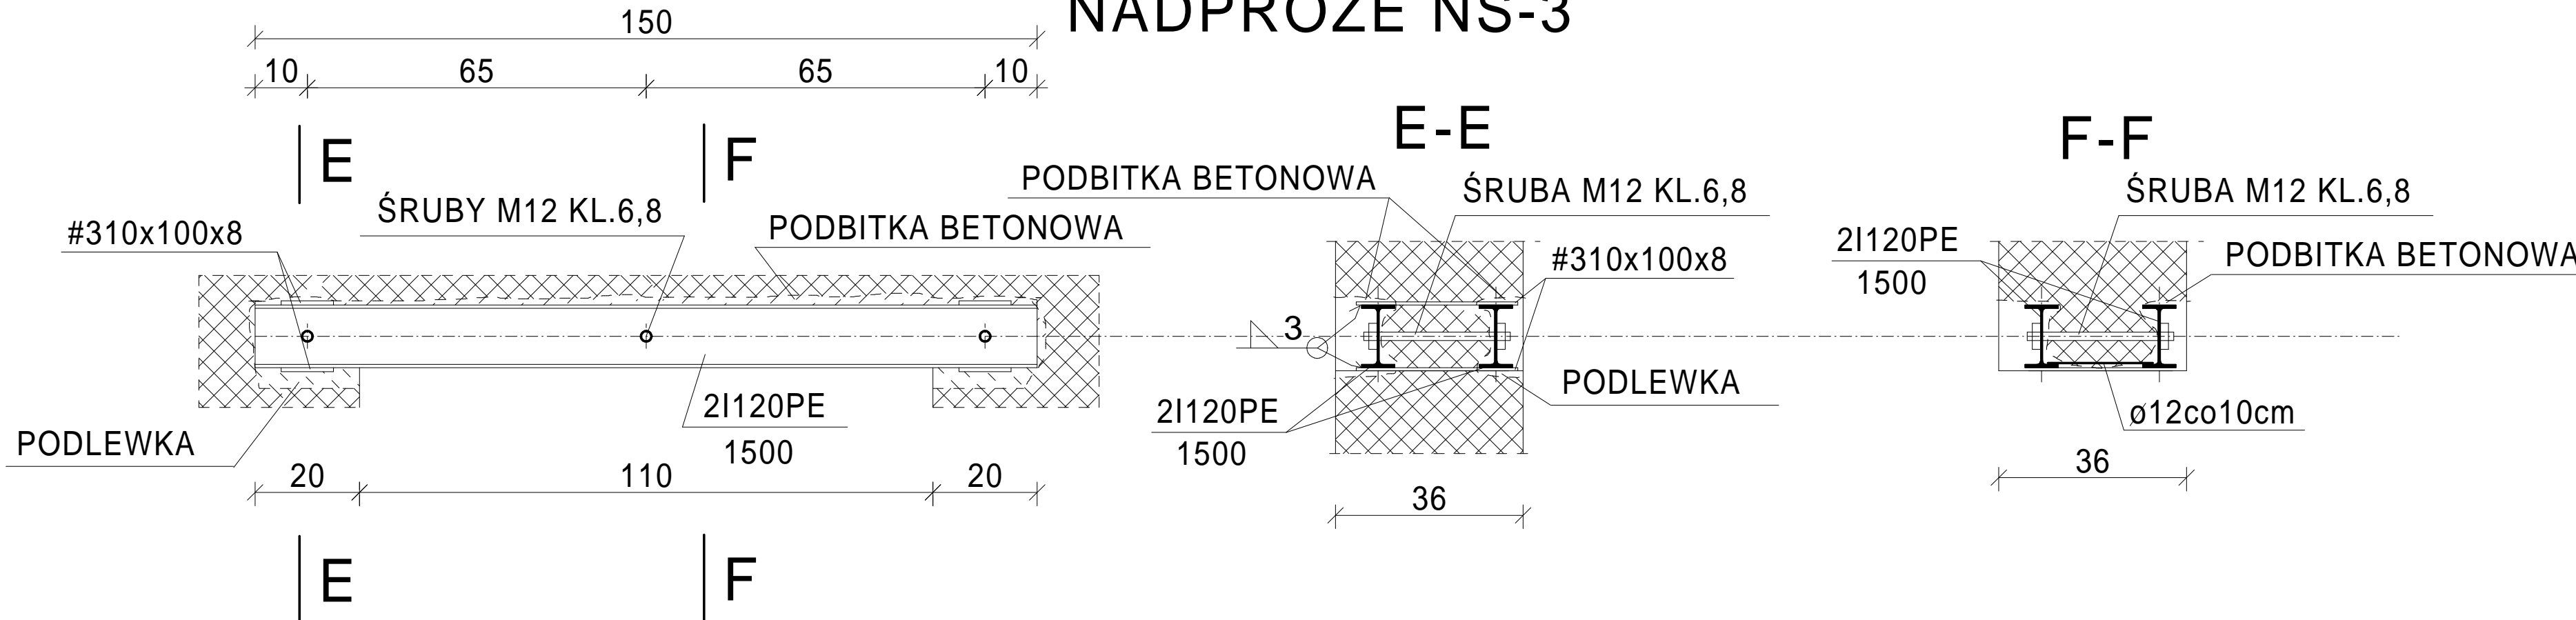 NADPROŻE NS-3
150
10
65
65
10
E
F
#310x100x8
ŚRUBY M12 KL.6,8
PODBITKA BETONOWA
PODLEWKA
2I120PE
1500
20
110
20
E
F
E-E
PODBITKA BETONOWA
ŚRUBA M12 KL.6,8
#310x100x8
3
2I120PE
1500
PODLEWKA
36
F-F
ŚRUBA M12 KL.6,8
2I120PE
1500
PODBITKA BETONOWA
ø12co10cm
36